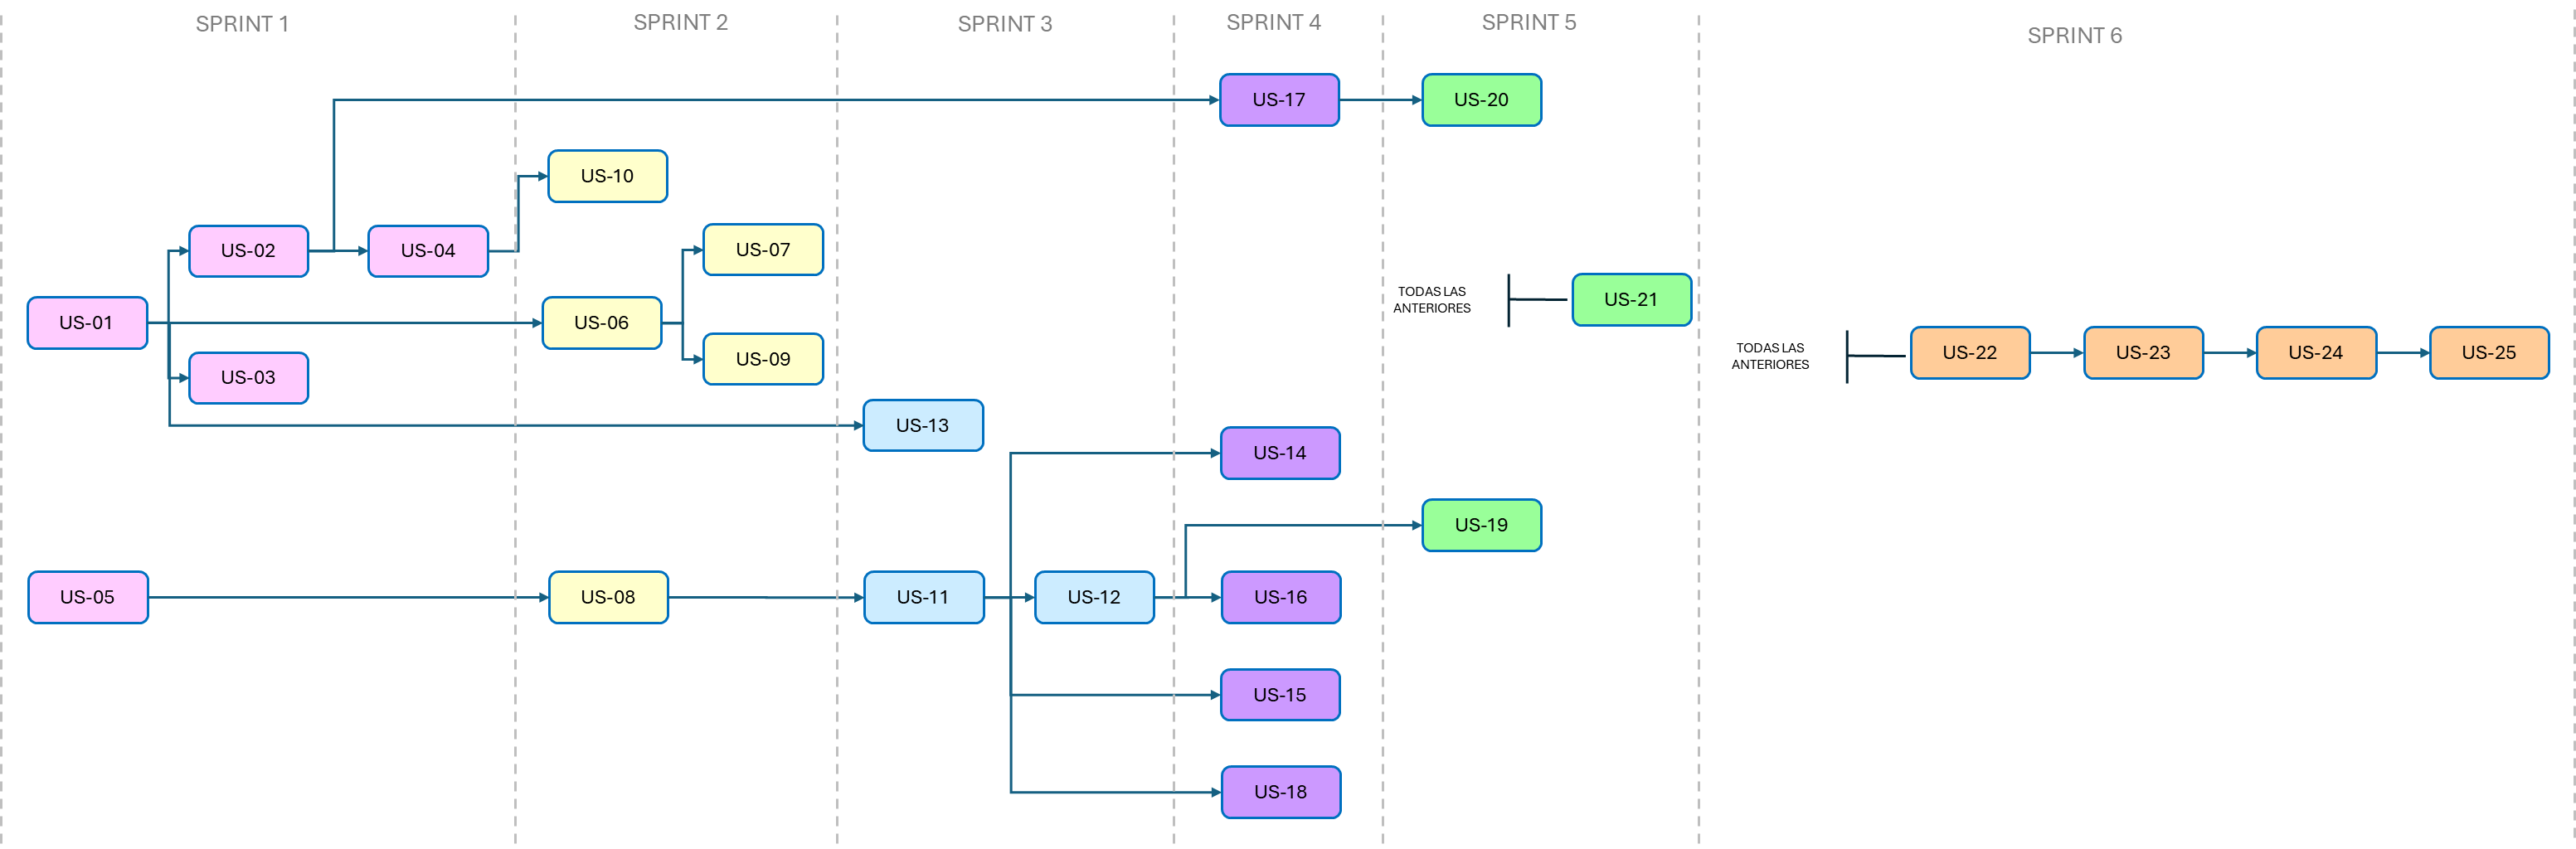 SPRINT 1
SPRINT 2
SPRINT 3
SPRINT 4
SPRINT 5
SPRINT 6
US-17
US-20
US-10
US-02
US-04
US-07
TODAS LAS
ANTERIORES
US-21
US-01
US-06
US-09
US-03
TODAS LAS
ANTERIORES
US-22
US-23
US-24
US-25
US-13
US-14
US-19
US-05
US-08
US-11
US-12
US-16
US-15
US-18